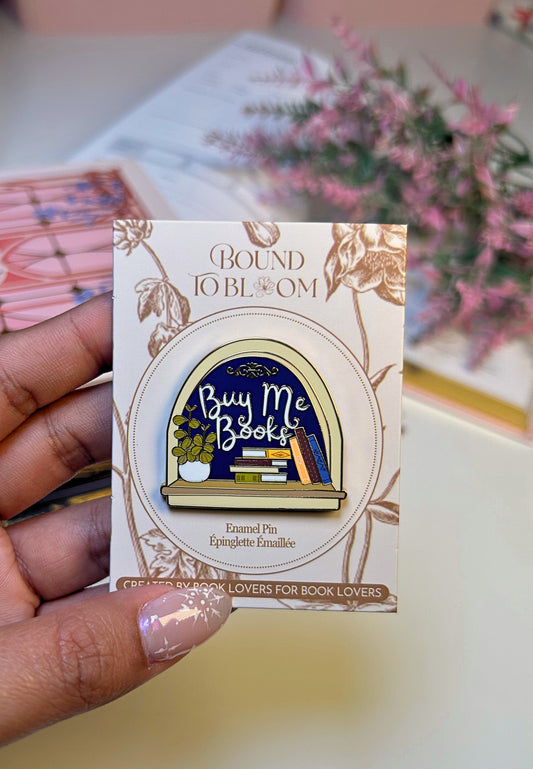 BOUND
TO BLOOM
Buy Me
Books
Enamel Pin
Épinglette Émaillée
CREATED BY BOOK LOVERS FOR BOOK LOVERS